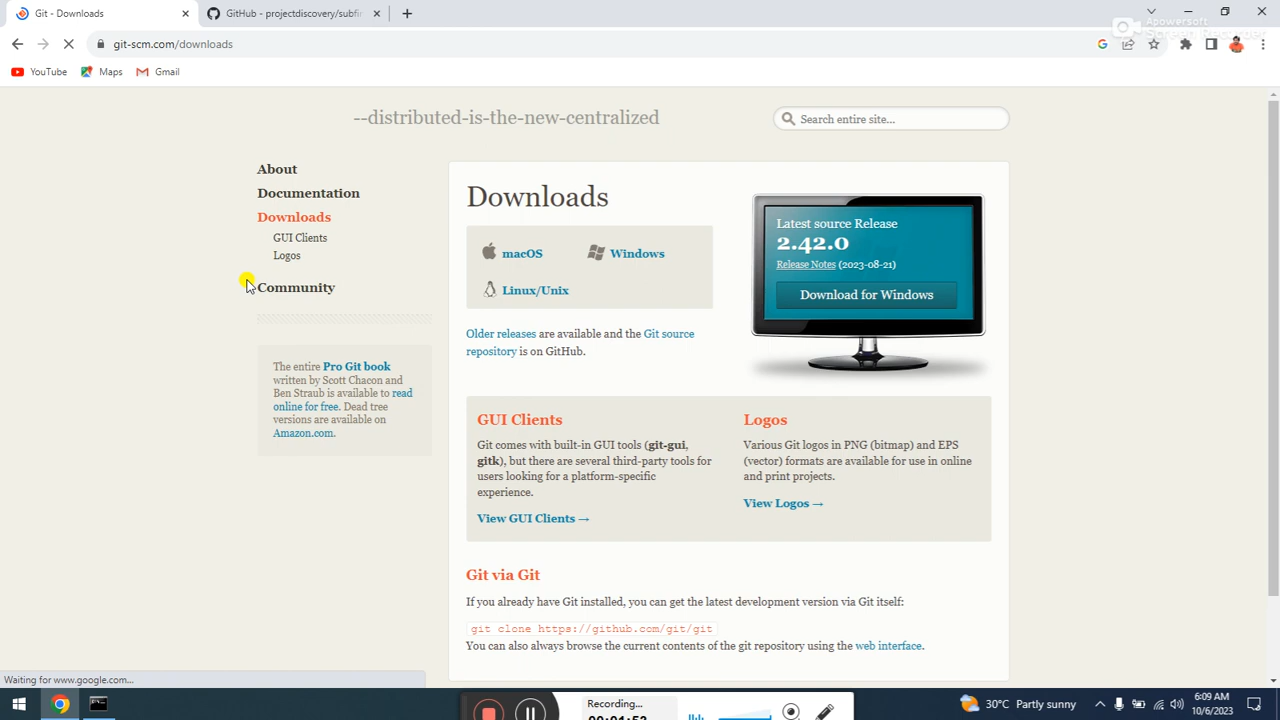 Git - Downloads
GitHub - projectdiscovery/subfin
Apowersoft
Screen Recorder
git-scm.com/downloads
YouTube
Maps
Gmail
--distributed-is-the-new-centralized
Search entire site...
About
Documentation
Downloads
GUI Clients
Logos
Community
The entire Pro Git book
written by Scott Chacon and
Ben Straub is available to read
online for free. Dead tree
versions are available on
Amazon.com.
Downloads
macOS
Windows
Linux/Unix
Older releases are available and the Git source
repository is on GitHub.
Latest source Release
2.42.0
Release Notes (2023-08-21)
Download for Windows
GUI Clients
Git comes with built-in GUI tools (git-gui,
gitk), but there are several third-party tools for
users looking for a platform-specific
experience.
View GUI Clients →
Logos
Various Git logos in PNG (bitmap) and EPS
(vector) formats are available for use in online
and print projects.
View Logos →
Git via Git
If you already have Git installed, you can get the latest development version via Git itself:
git clone https://github.com/git/git
You can also always browse the current contents of the git repository using the web interface.
Waiting for www.google.com...
Recording...
30°C Partly sunny
6:09 AM
10/6/2023